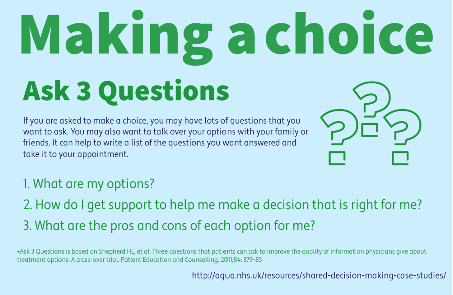 Making a choice
Ask 3 Questions
If you are asked to make a choice, you may have lots of questions that you
want to ask. You may also want to talk over your options with your family or
friends. It can help to write a list of the questions you want answered and
take it to your appointment.
? ? ?
1. What are my options?
2. How do I get support to help me make a decision that is right for me?
3. What are the pros and cons of each option for me?
*Ask 3 Questions is based on Shepherd HL, et al. Three questions that patients can ask to improve the quality of information physicians give about
treatment options: A cross-over trial. Patient Education and Counselling, 2011;84: 379-85
http://aqua.nhs.uk/resources/shared-decision-making-case-studies/